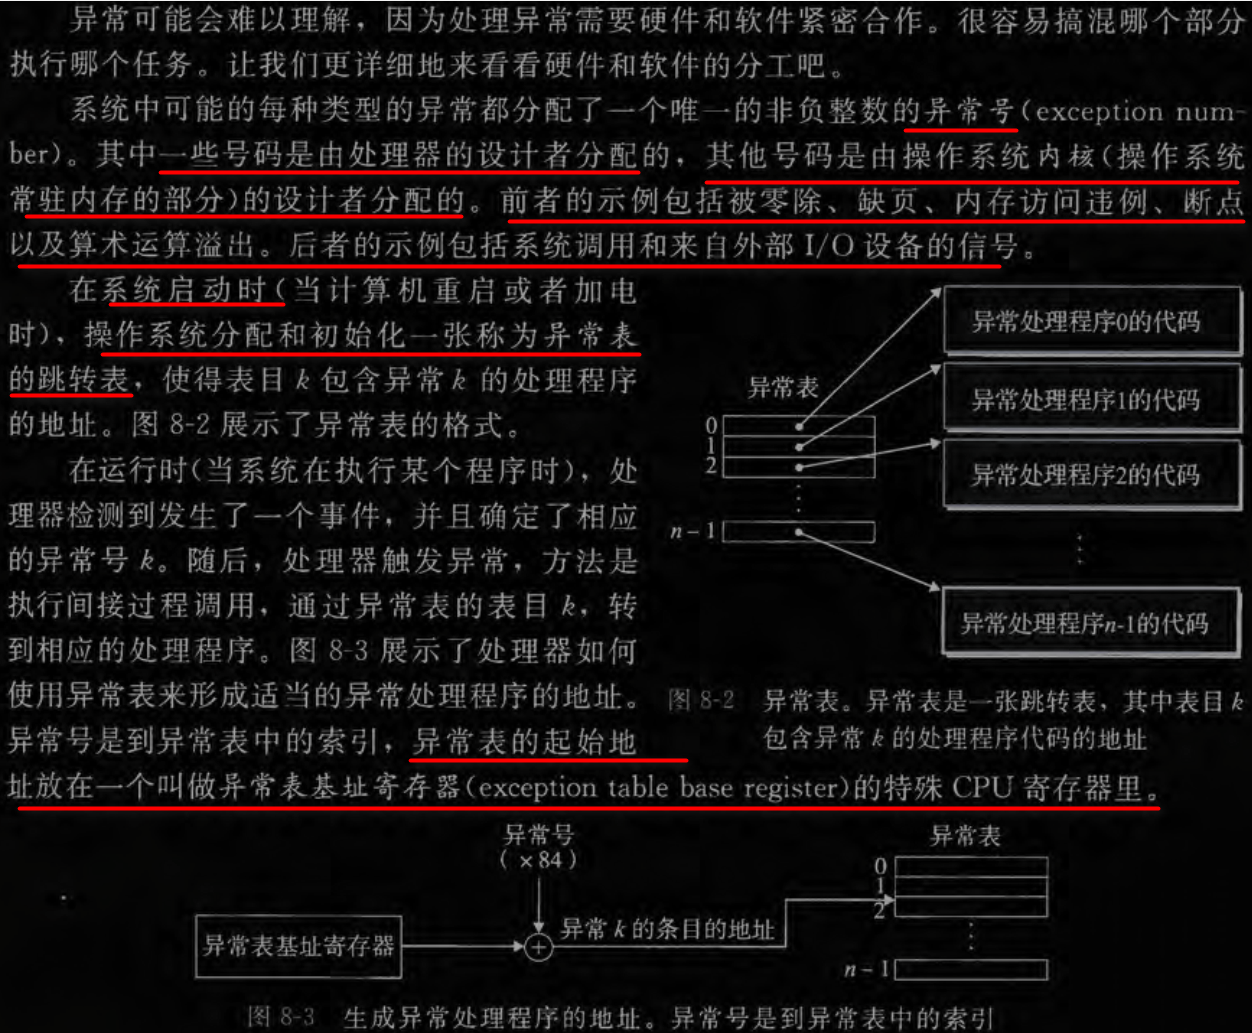 异常可能会难以理解，因为处理异常需要硬件和软件紧密合作。很容易搞混哪个部分
执行哪个任务。让我们更详细地来看看硬件和软件的分工吧。
系统中可能的每种类型的异常都分配了一个唯一的非负整数的异常号(exception num-
ber)。其中一些号码是由处理器的设计者分配的，其他号码是由操作系统内核(操作系统
常驻内存的部分)的设计者分配的。前者的示例包括被零除、缺页、内存访问违例、断点
以及算术运算溢出。后者的示例包括系统调用和来自外部 I/O 设备的信号。
在系统启动时(当计算机重启或者加电
时)，操作系统分配和初始化一张称为异常表
的跳转表，使得表目 k 包含异常 k 的处理程序
的地址。图 8-2 展示了异常表的格式。
在运行时(当系统在执行某个程序时)，处
理器检测到发生了一个事件，并且确定了相应
的异常号 k。随后，处理器触发异常，方法是
执行间接过程调用，通过异常表的表目 k，转
到相应的处理程序。图 8-3 展示了处理器如何
使用异常表来形成适当的异常处理程序的地址。
异常号是到异常表中的索引，异常表的起始地
址放在一个叫做异常表基址寄存器(exception table base register)的特殊 CPU 寄存器里。
异常表
0
1
2
n－1
异常处理程序0的代码
异常处理程序1的代码
异常处理程序2的代码
异常处理程序n-1的代码
图 8-2 异常表。异常表是一张跳转表，其中表目 k
包含异常 k 的处理程序代码的地址
异常号
(×84)
异常表基址寄存器
+
异常 k 的条目的地址
异常表
0
1
2
n－1
图 8-3 生成异常处理程序的地址。异常号是到异常表中的索引